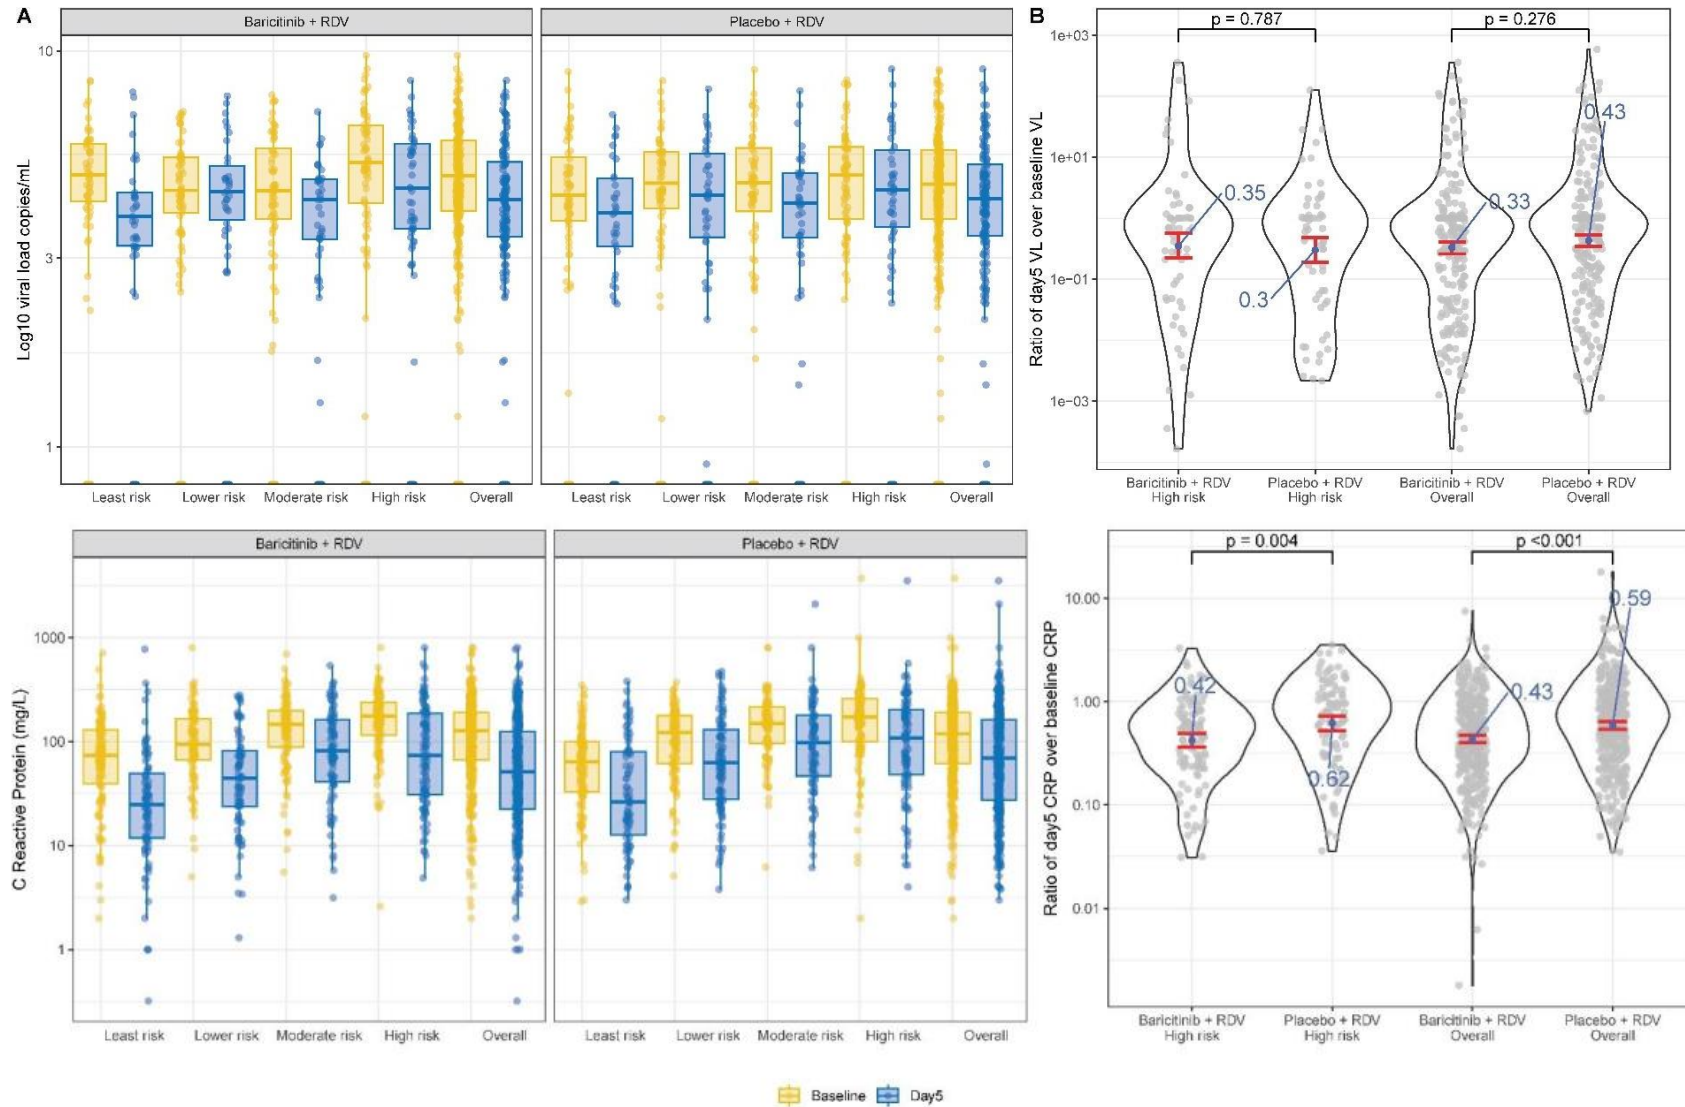 A
Baricitinib + RDV
Placebo + RDV
Log10 viral load copies/mL
10
3
1
Least risk
Lower risk
Moderate risk
High risk
Overall
Least risk
Lower risk
Moderate risk
High risk
Overall
B
Ratio of day5 VL over baseline VL
1e+03
1e+01
1e−01
1e−03
p = 0.787
p = 0.276
0.35
0.3
0.33
0.43
Baricitinib + RDV
High risk
Placebo + RDV
High risk
Baricitinib + RDV
Overall
Placebo + RDV
Overall
Baricitinib + RDV
Placebo + RDV
C Reactive Protein (mg/L)
1000
100
10
1
Least risk
Lower risk
Moderate risk
High risk
Overall
Least risk
Lower risk
Moderate risk
High risk
Overall
Ratio of day5 CRP over baseline CRP
10.00
1.00
0.10
0.01
p = 0.004
p <0.001
0.42
0.62
0.43
0.59
Baricitinib + RDV
High risk
Placebo + RDV
High risk
Baricitinib + RDV
Overall
Placebo + RDV
Overall
Baseline
Day5